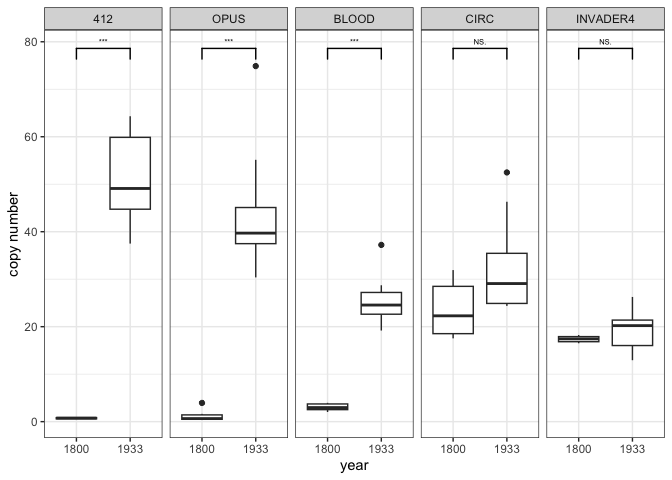 412 OPUS BLOOD CIRC INVADER4
80
*** *** *** NS. NS.
60
40
20
0
copy number
1800 1933 1800 1933 1800 1933 1800 1933 1800 1933
year